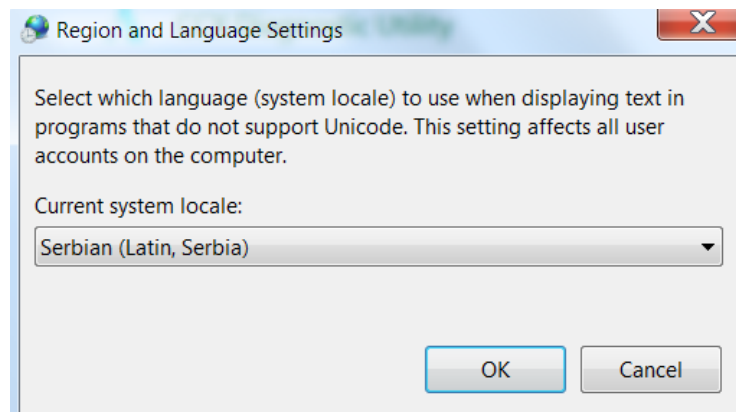 Region and Language Settings
Select which language (system locale) to use when displaying text in
programs that do not support Unicode. This setting affects all user
accounts on the computer.
Current system locale:
Serbian (Latin, Serbia)
OK
Cancel